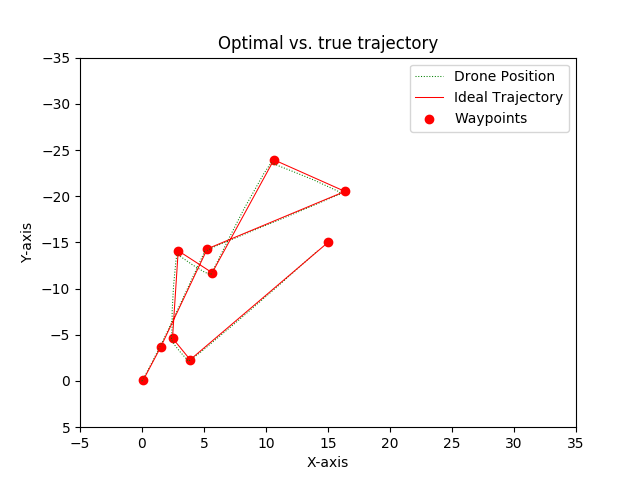 Optimal vs. true trajectory
Drone Position
Ideal Trajectory
Waypoints
Y-axis
−35
−30
−25
−20
−15
−10
−5
0
5
−5 0 5 10 15 20 25 30 35
X-axis